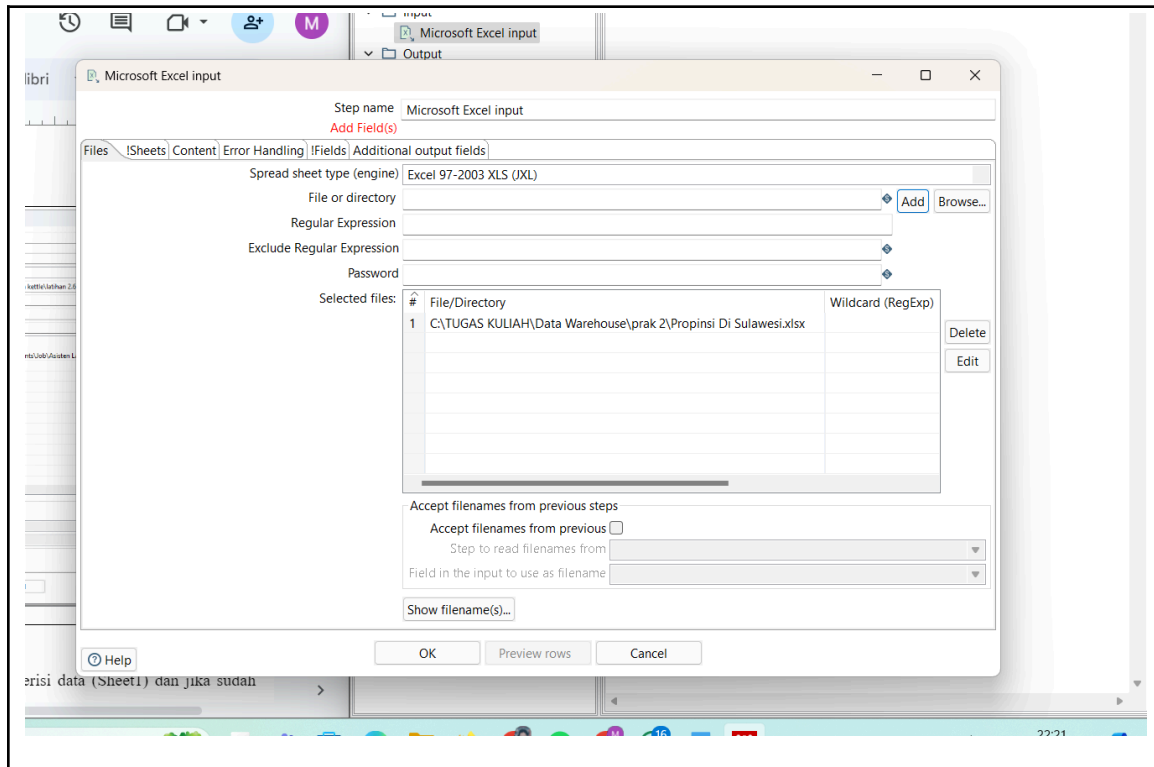 M
Input
Microsoft Excel input
Output
libri
Microsoft Excel input
Step name Microsoft Excel input
Add Field(s)
Files !Sheets Content Error Handling !Fields Additional output fields
Spread sheet type (engine) Excel 97-2003 XLS (JXL)
File or directory Add Browse...
Regular Expression
Exclude Regular Expression
Password
Selected files: # File/Directory Wildcard (RegExp)
1 C:\TUGAS KULIAH\Data Warehouse\prak 2\Propinsi Di Sulawesi.xlsx
Delete
Edit
Accept filenames from previous steps
Accept filenames from previous
Step to read filenames from
Field in the input to use as filename
Show filename(s)...
OK Preview rows Cancel
Help
erisi data (Sheet1) dan jika sudah
M 16
22:21